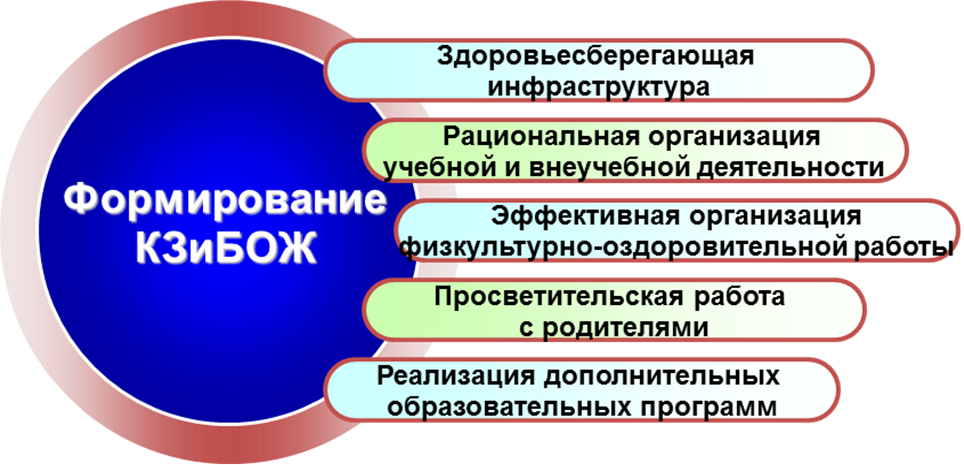 Формирование
КЗиБОЖ
Здоровьесберегающая
инфраструктура
Рациональная организация
учебной и внеучебной деятельности
Эффективная организация
физкультурно-оздоровительной работы
Просветительская работа
с родителями
Реализация дополнительных
образовательных программ